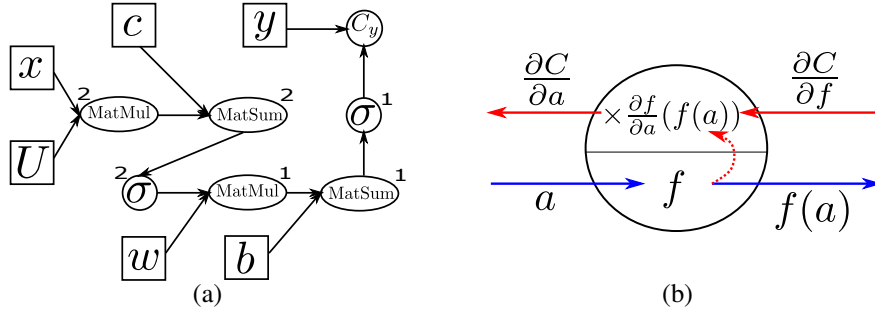 x
U
c
y
C_y
2
MatMul
MatSum
2
σ
1
2
σ
MatMul
1
MatSum
1
w
b
(a)
∂C/∂a
∂C/∂f
× ∂f/∂a (f(a))
a
f
f(a)
(b)